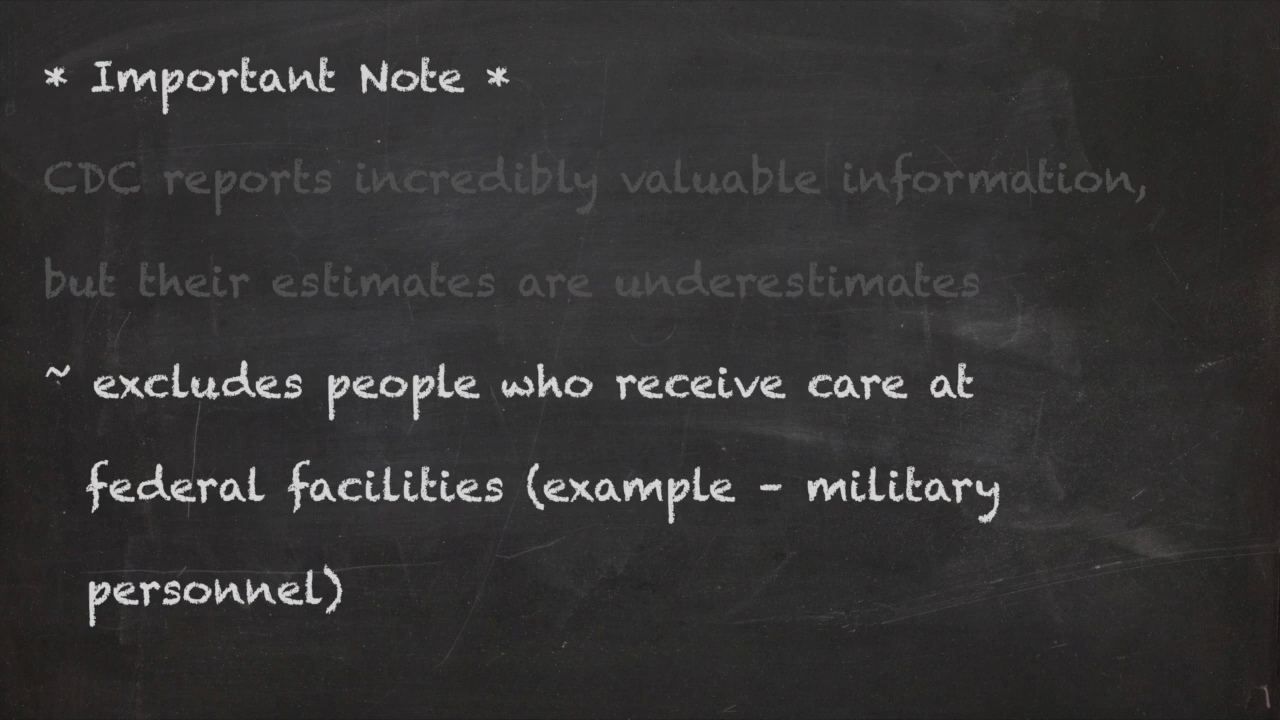 * Important Note *
CDC reports incredibly valuable information,
but their estimates are underestimates
~ excludes people who receive care at
federal facilities (example - military
personnel)